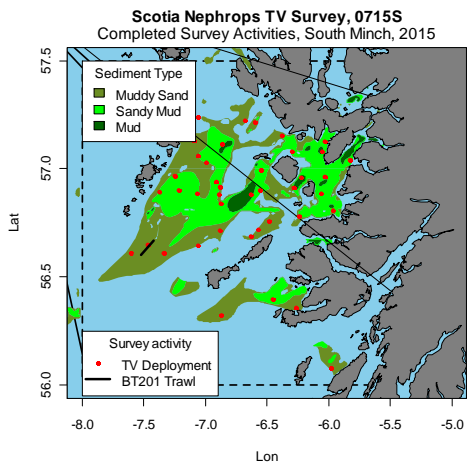 Scotia Nephrops TV Survey, 0715S
Completed Survey Activities, South Minch, 2015
Sediment Type
Muddy Sand
Sandy Mud
Mud
Survey activity
TV Deployment
BT201 Trawl
Lat
57.5
57.0
56.5
56.0
-8.0 -7.5 -7.0 -6.5 -6.0 -5.5 -5.0
Lon